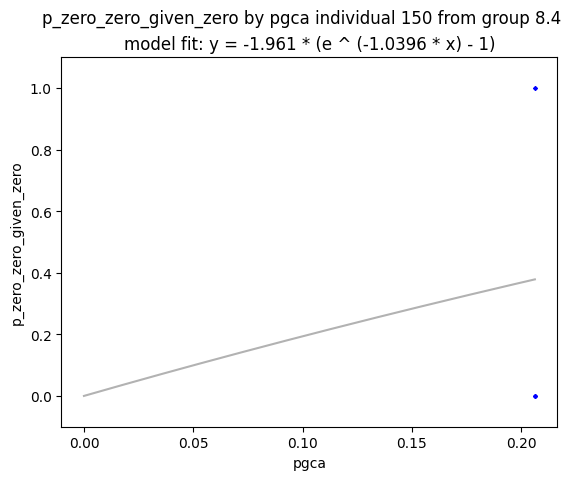 p_zero_zero_given_zero by pgca individual 150 from group 8.4
model fit: y = -1.961 * (e ^ (-1.0396 * x) - 1)
1.0
0.8
0.6
0.4
0.2
0.0
p_zero_zero_given_zero
0.00
0.05
0.10
0.15
0.20
pgca